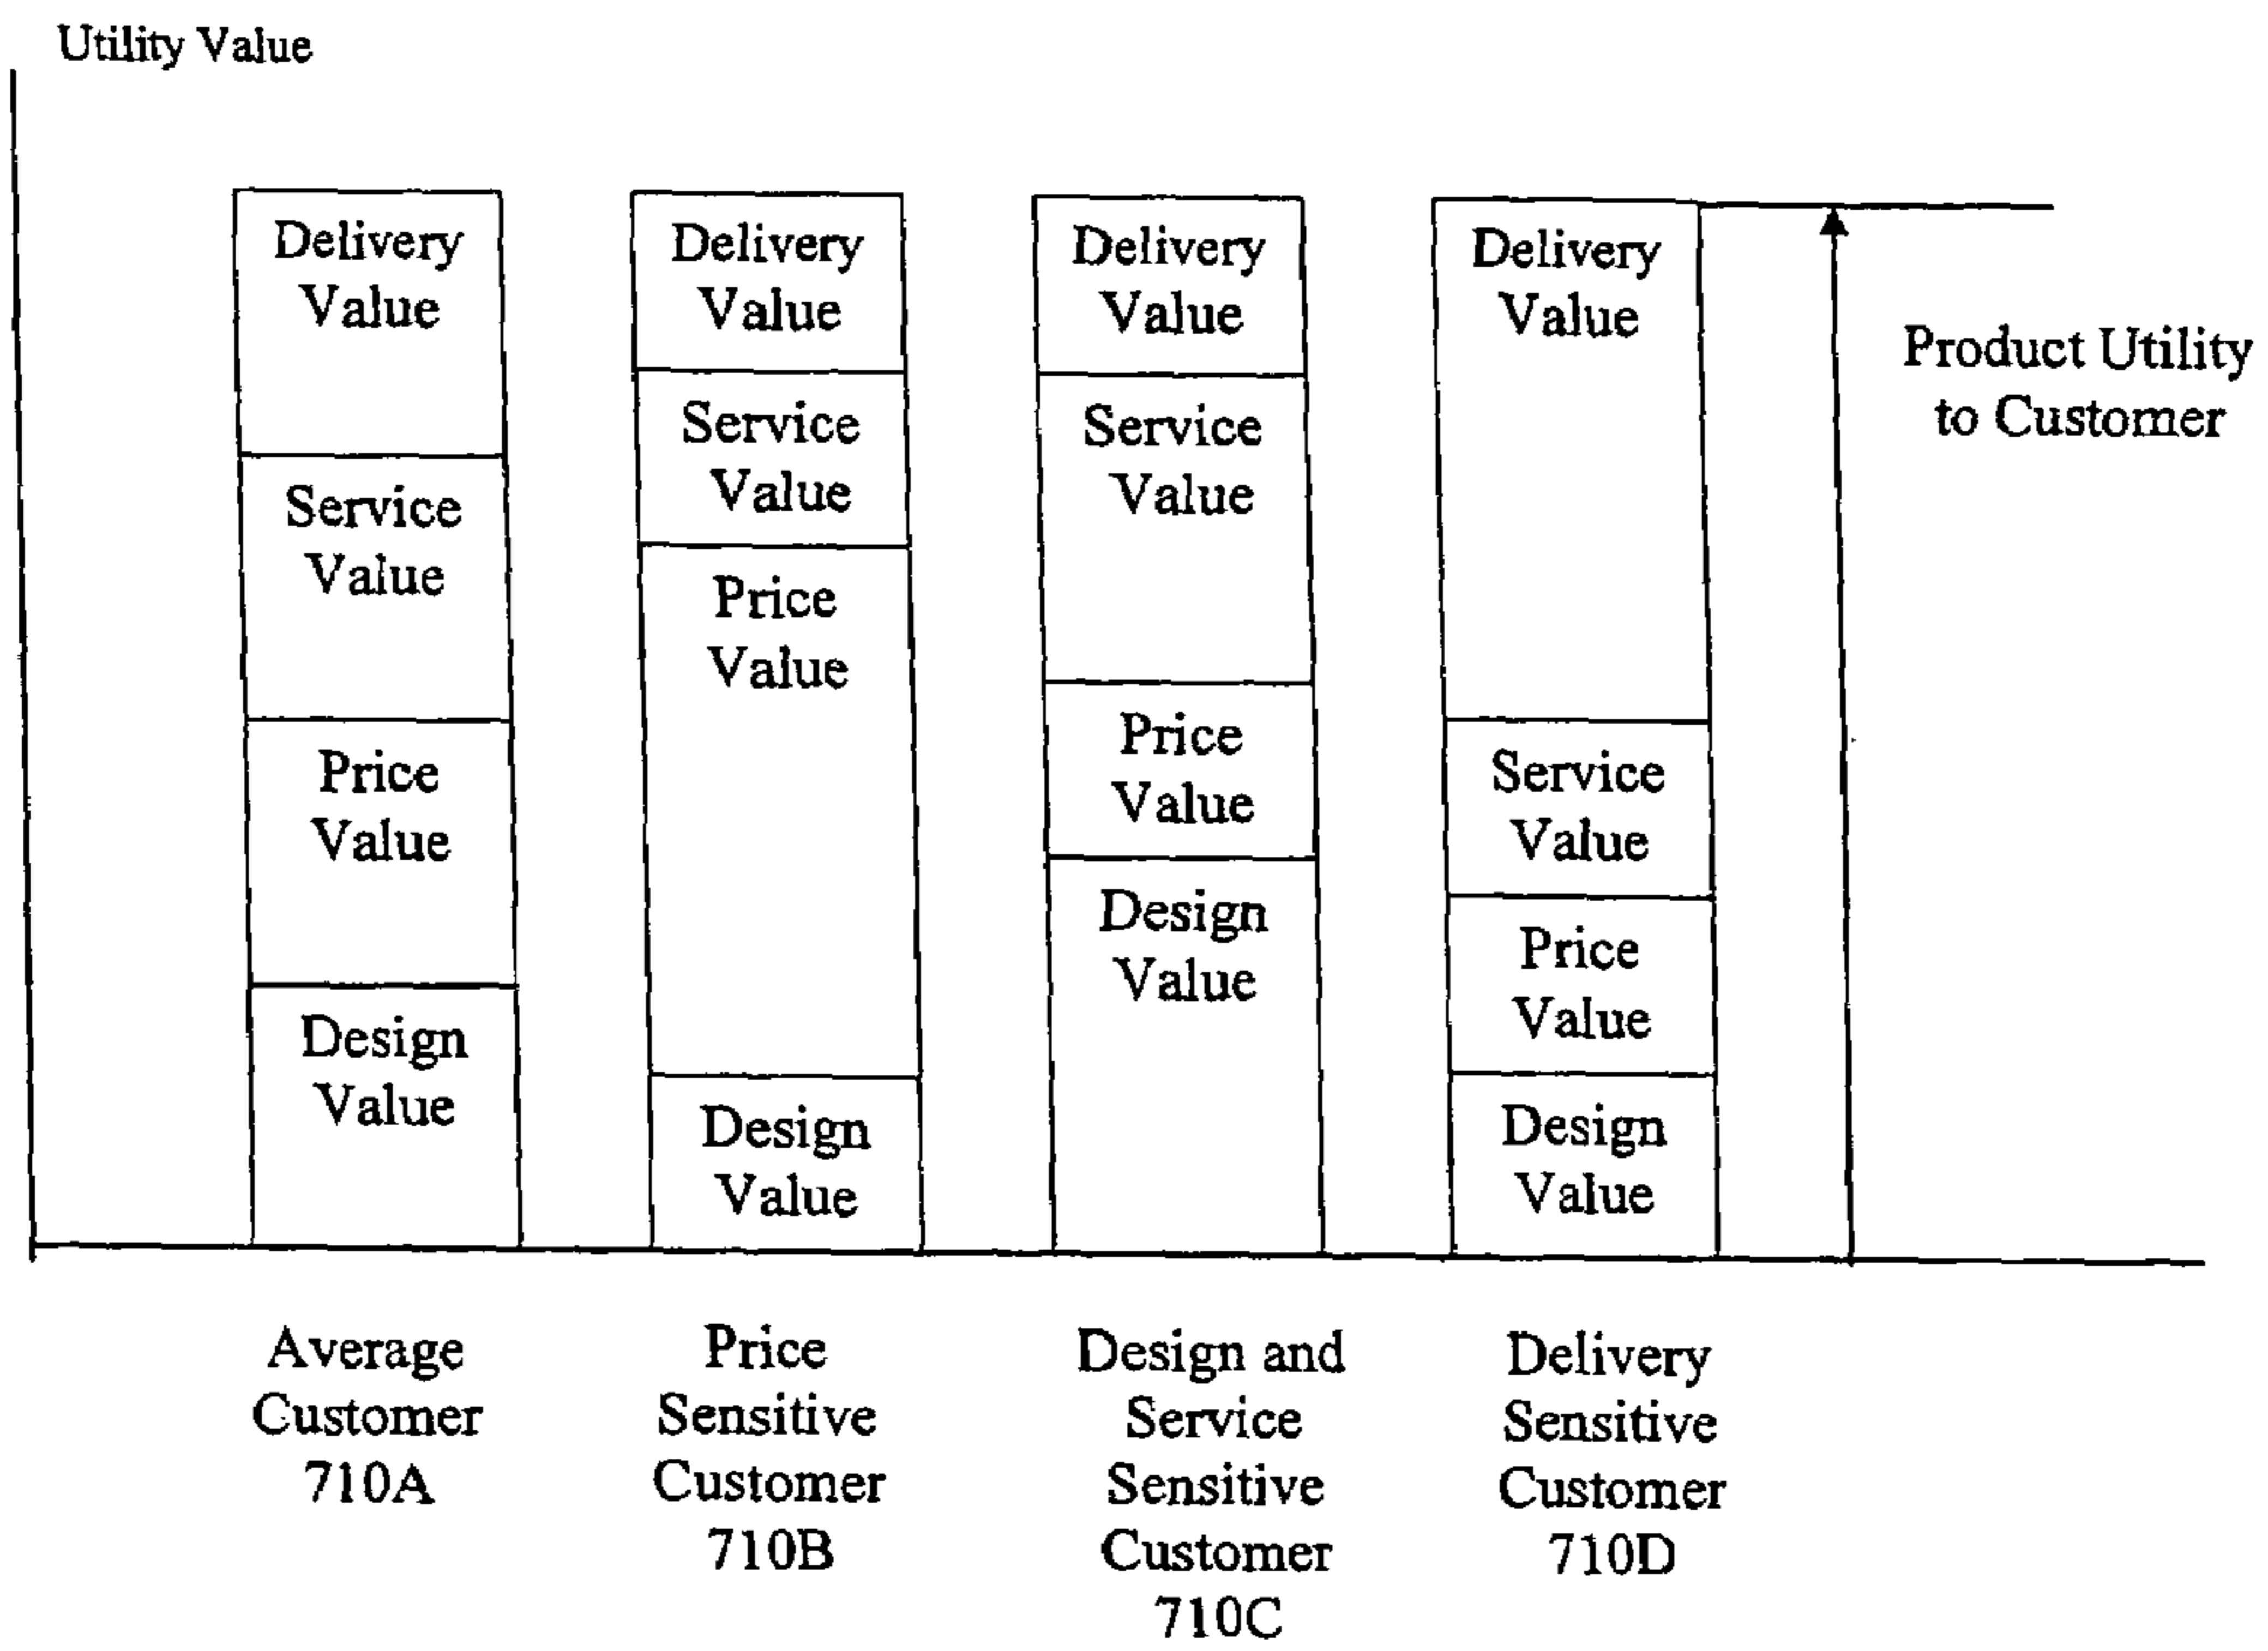 Utility Value
Delivery
Value
Service
Value
Price
Value
Design
Value
Delivery
Value
Service
Value
Price
Value
Design
Value
Delivery
Value
Service
Value
Price
Value
Design
Value
Delivery
Value
Service
Value
Price
Value
Design
Value
Product Utility
to Customer
Average
Customer
710A
Price
Sensitive
Customer
710B
Design and
Service
Sensitive
Customer
710C
Delivery
Sensitive
Customer
710D